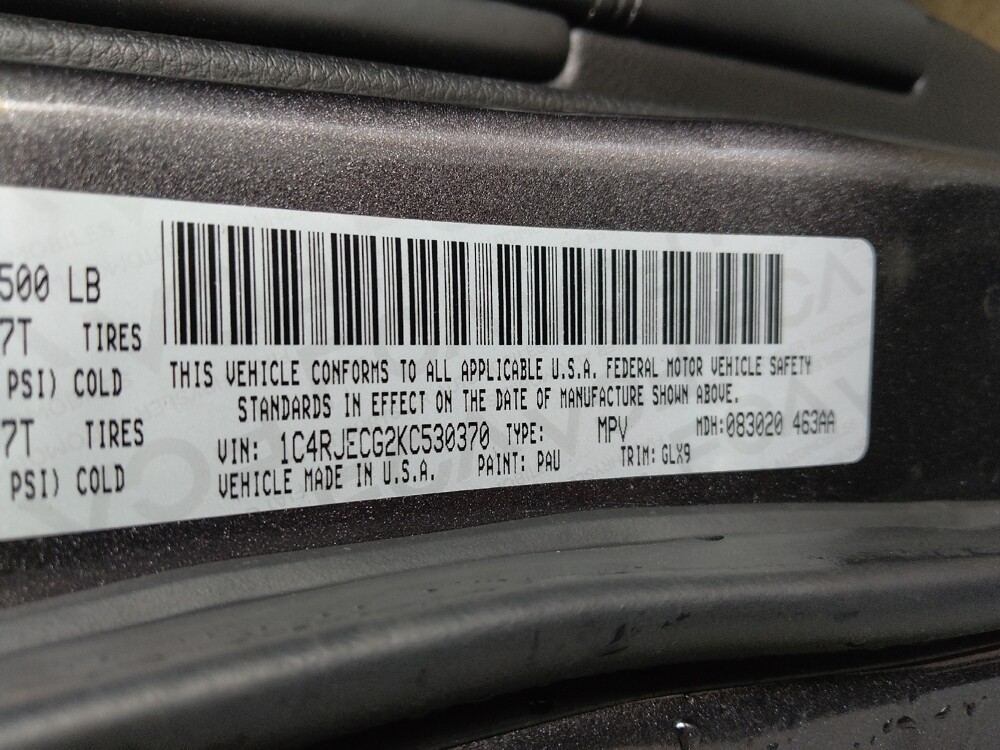 500 LB
7T TIRES
PSI) COLD
7T TIRES
PSI) COLD
THIS VEHICLE CONFORMS TO ALL APPLICABLE U.S.A. FEDERAL MOTOR VEHICLE SAFETY
STANDARDS IN EFFECT ON THE DATE OF MANUFACTURE SHOWN ABOVE.
VIN: 1C4RJECG2KC530370 TYPE: MPV MDH:083020 463AA
VEHICLE MADE IN U.S.A. PAINT: PAU TRIM: GLX9